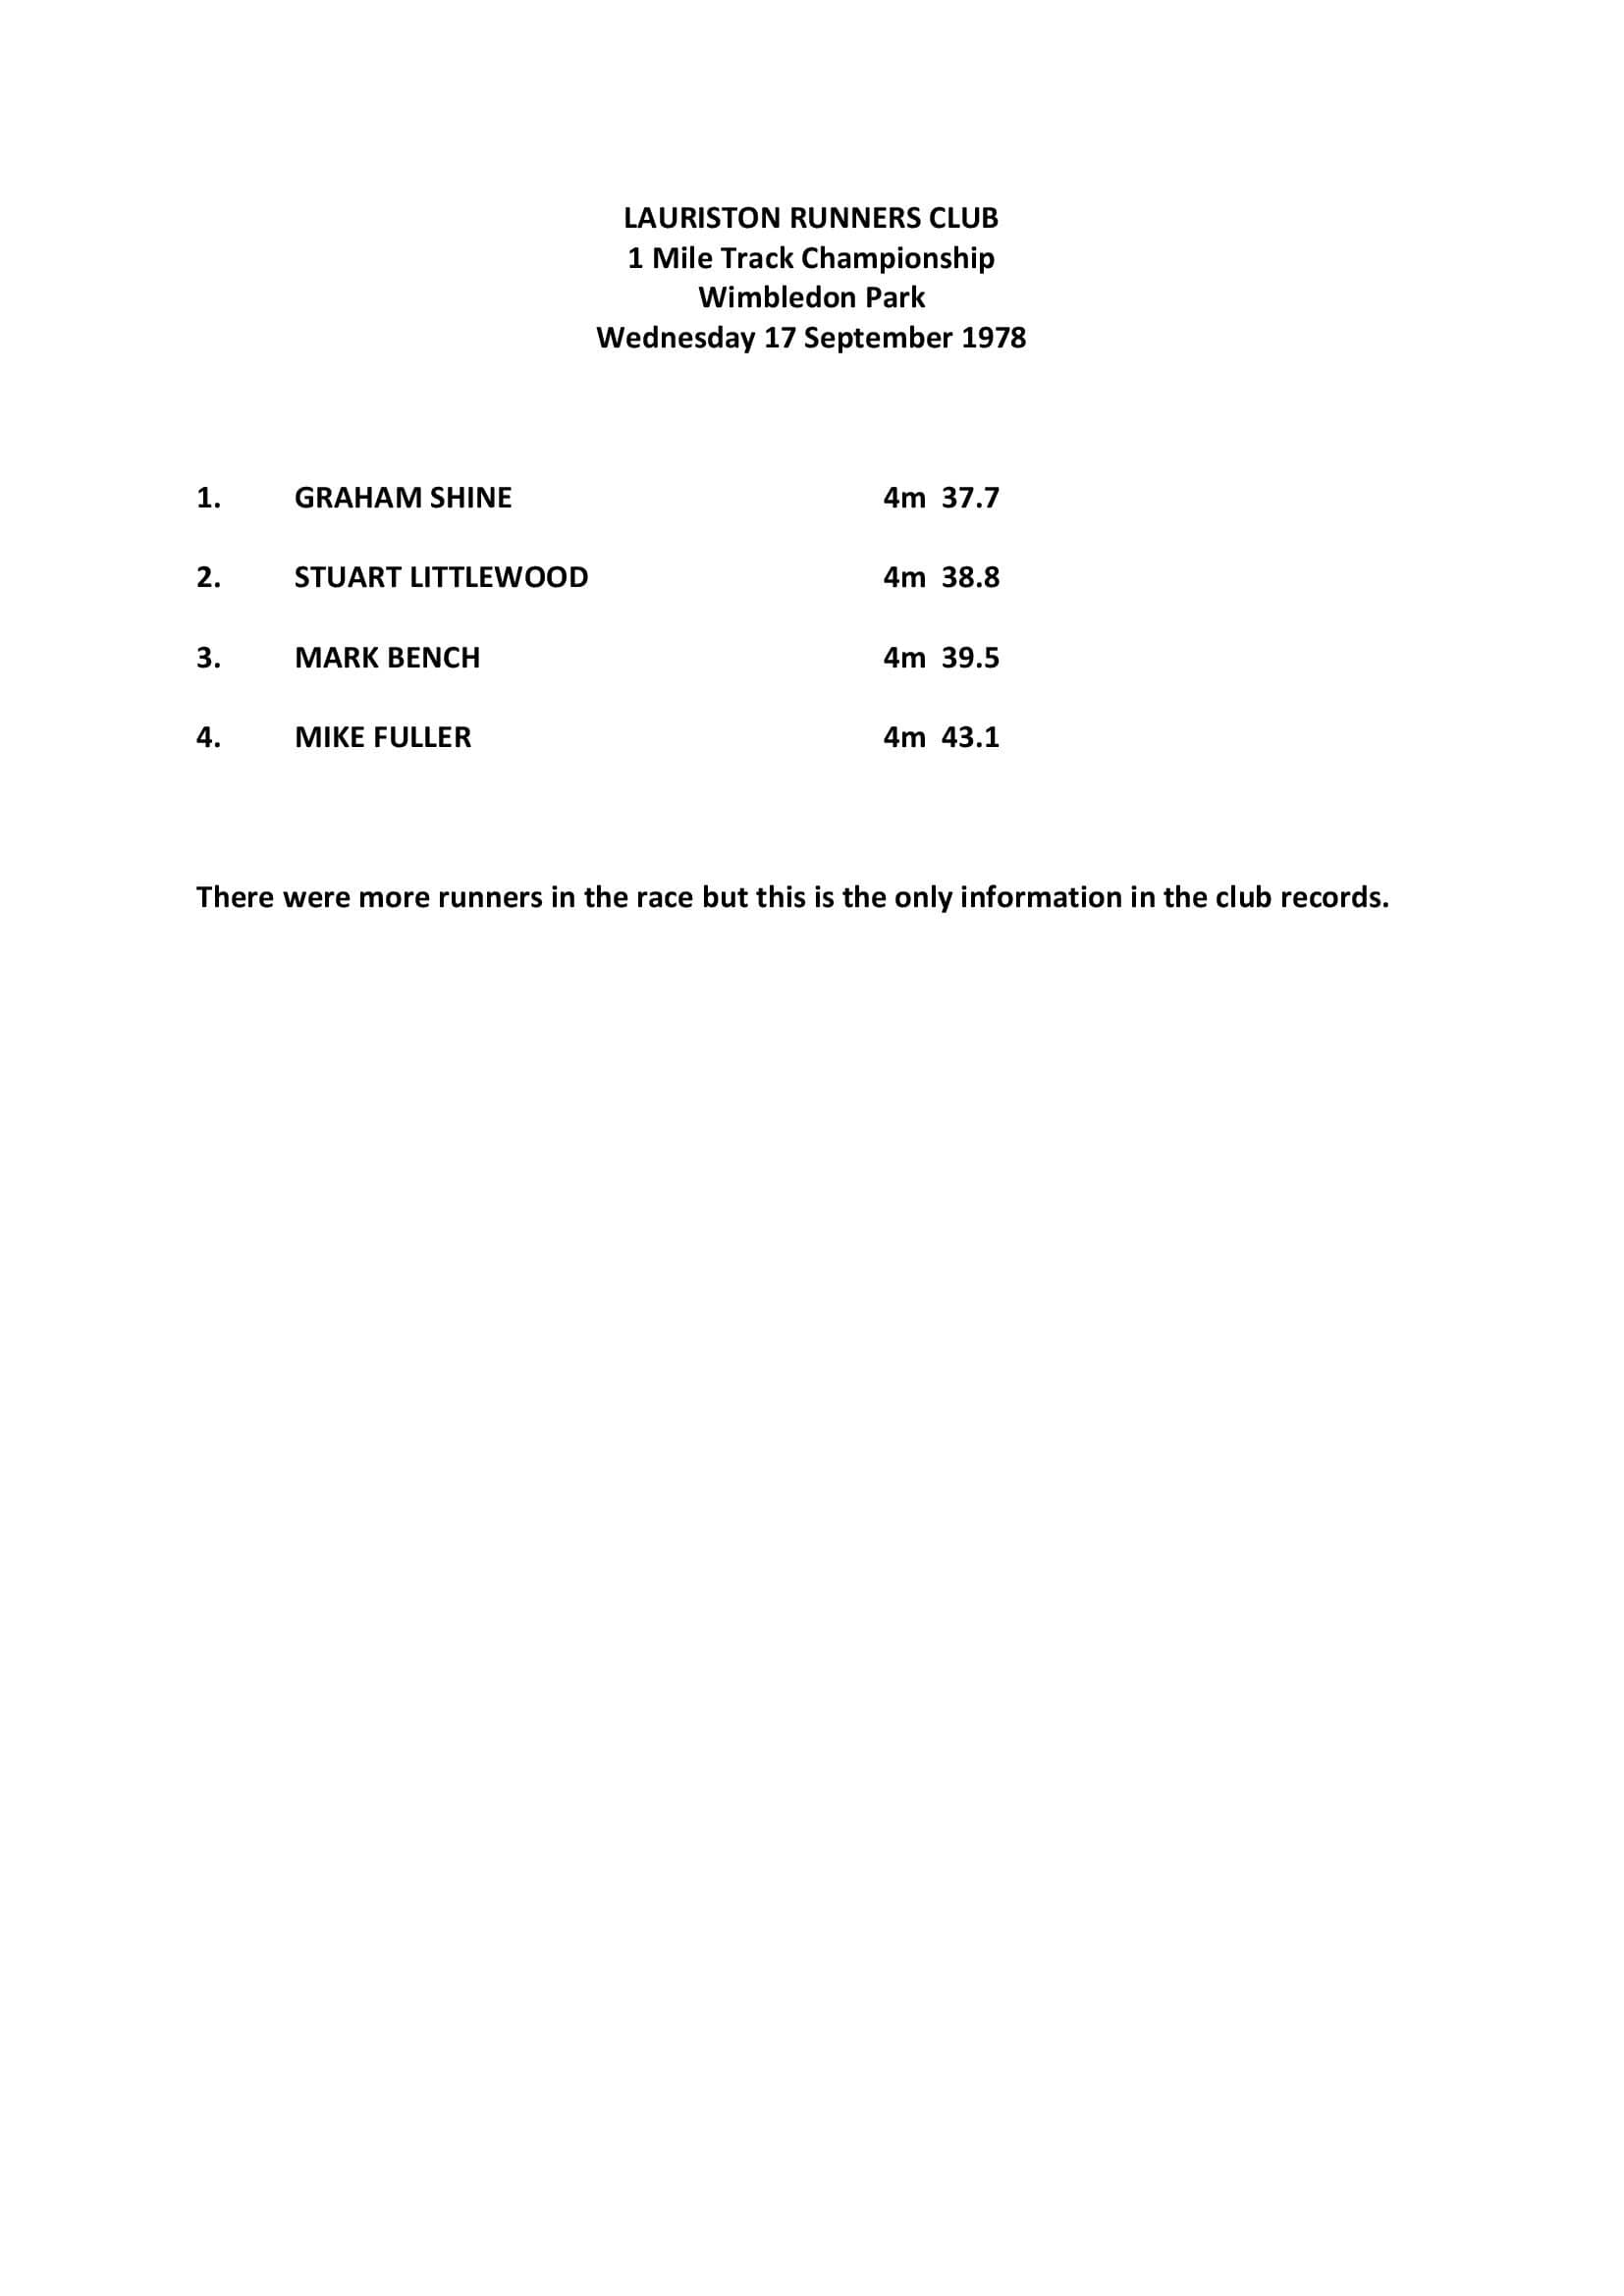 LAURISTON RUNNERS CLUB
1 Mile Track Championship
Wimbledon Park
Wednesday 17 September 1978
1. GRAHAM SHINE 4m 37.7
2. STUART LITTLEWOOD 4m 38.8
3. MARK BENCH 4m 39.5
4. MIKE FULLER 4m 43.1
There were more runners in the race but this is the only information in the club records.